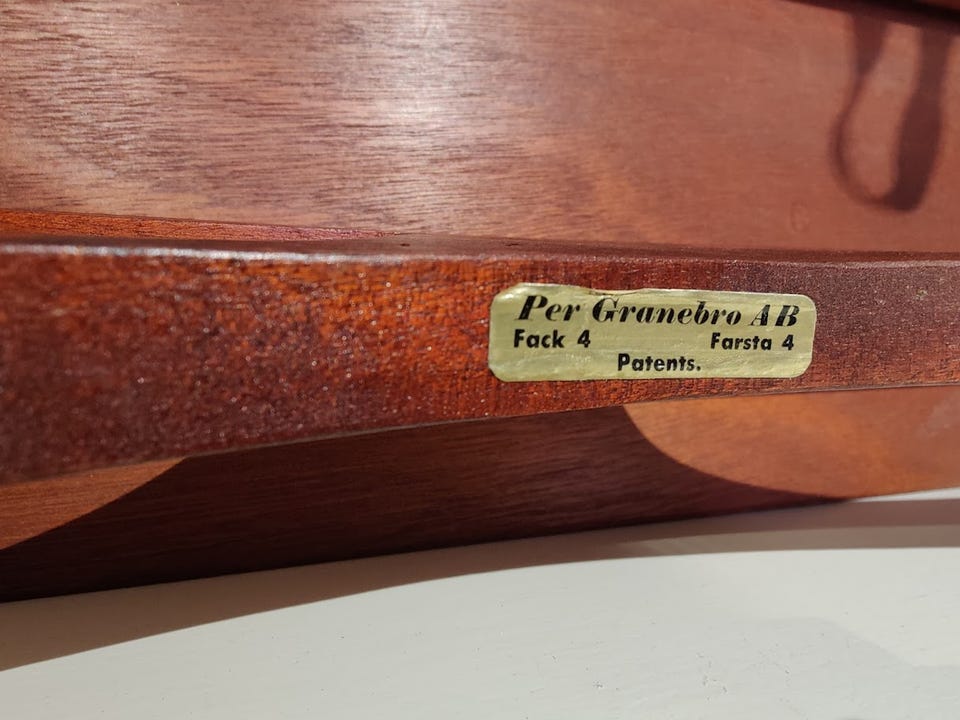 Per Granebro AB
Fack 4 Farsta 4
Patents.